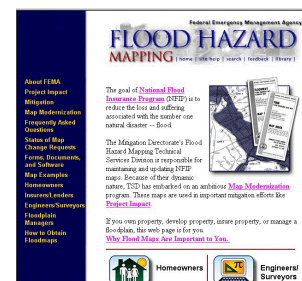 Federal Emergency Management Agency
FLOOD HAZARD
MAPPING | home | site help | search | feedback | library |
About FEMA
Project Impact
Mitigation
Map Modernization
Frequently Asked
Questions
Status of Map
Change Requests
Forms, Documents,
and Software
Map Examples
Homeowners
Insurers/Lenders
Engineers/Surveyors
Floodplain
Managers
How to Obtain
Floodmaps
The goal of National Flood
Insurance Program (NFIP) is to
reduce the loss and suffering
associated with the number one
natural disaster -- flood.
The Mitigation Directorate's Flood
Hazard Mapping Technical
Services Division is responsible for
maintaining and updating NFIP
maps. Because of their dynamic
nature, TSD has embarked on an ambitious Map Modernization
program. These maps are used in important mitigation efforts like
Project Impact.
If you own property, develop property, insure property, or manage a
floodplain, this web page is for you.
Why Flood Maps Are Important to You.
Homeowners
Engineers/
Surveyors